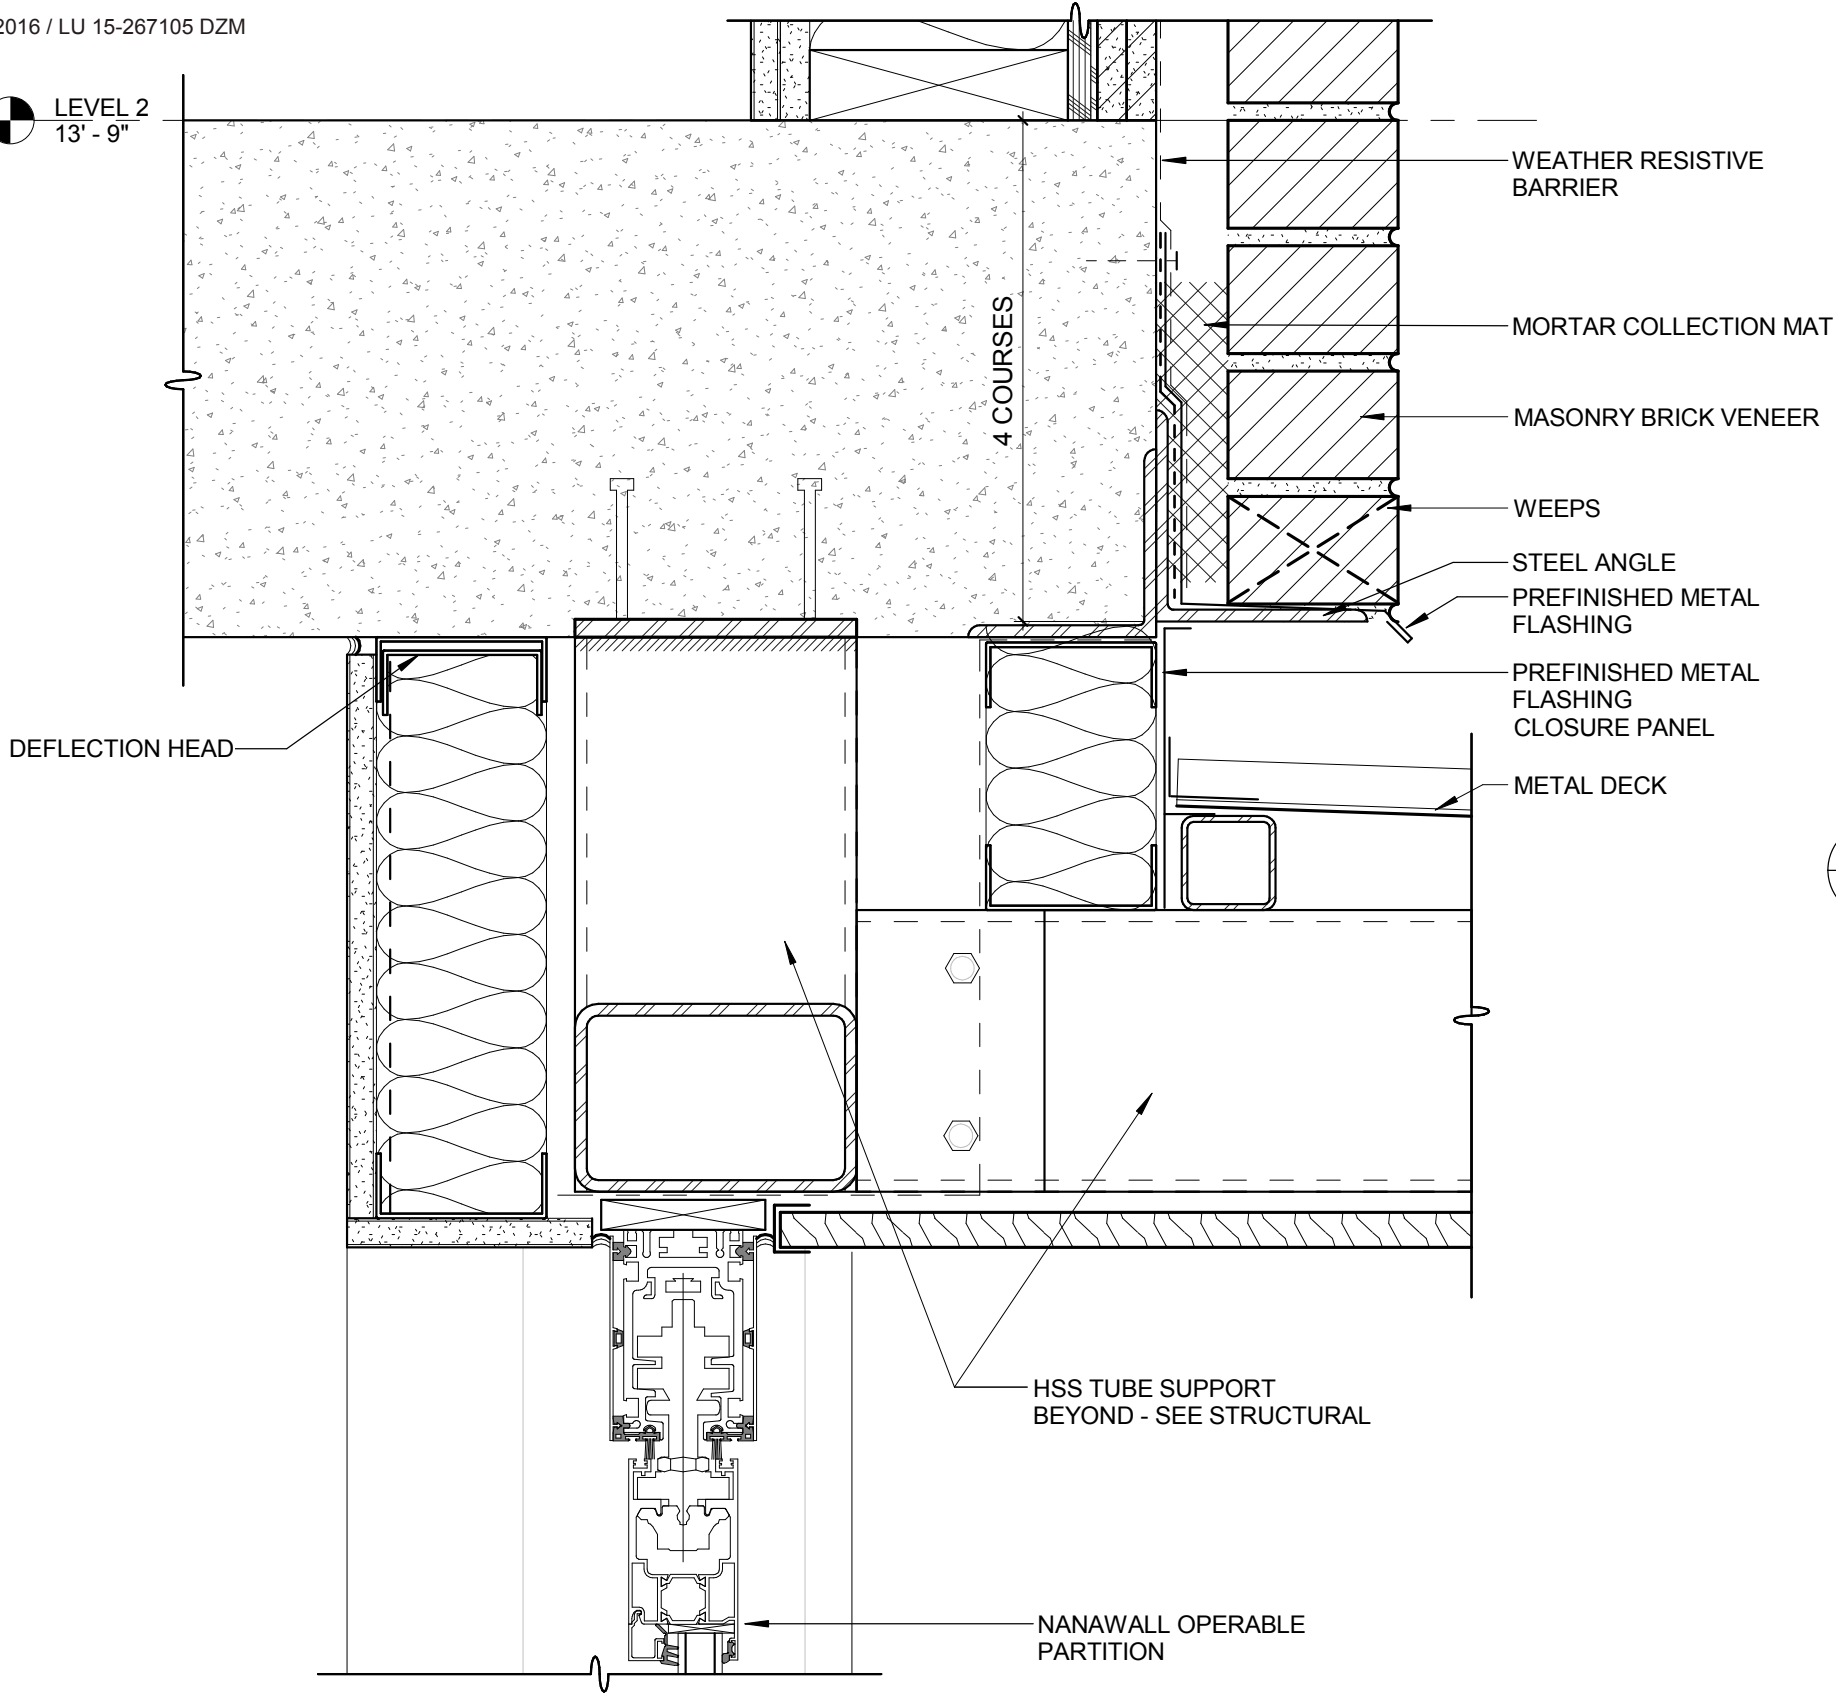 2016 / LU 15-267105 DZM
LEVEL 2
13' - 9"
WEATHER RESISTIVE
BARRIER
MORTAR COLLECTION MAT
4 COURSES
MASONRY BRICK VENEER
WEEPS
STEEL ANGLE
PREFINISHED METAL
FLASHING
PREFINISHED METAL
FLASHING
CLOSURE PANEL
DEFLECTION HEAD
METAL DECK
HSS TUBE SUPPORT
BEYOND - SEE STRUCTURAL
NANAWALL OPERABLE
PARTITION